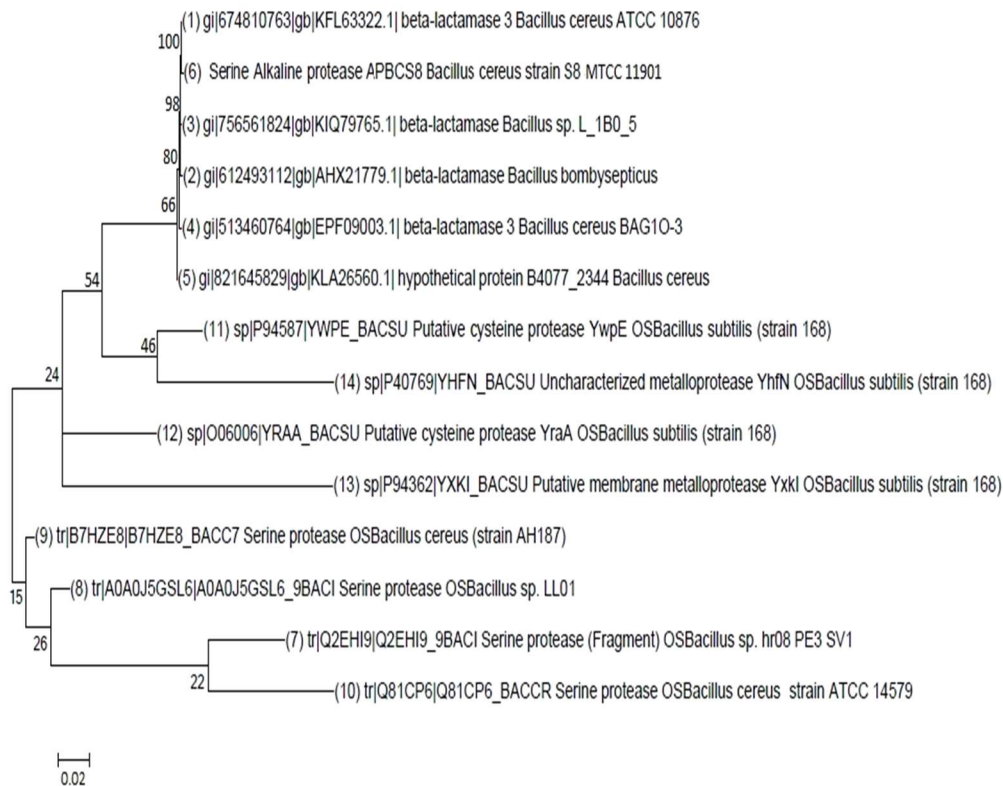 (1) gi|674810763|gb|KFL63322.1| beta-lactamase 3 Bacillus cereus ATCC 10876
100
(6) Serine Alkaline protease APBCS8 Bacillus cereus strain S8 MTCC 11901
98
(3) gi|756561824|gb|KIQ79765.1| beta-lactamase Bacillus sp. L_1B0_5
80
(2) gi|612493112|gb|AHX21779.1| beta-lactamase Bacillus bombysepticus
66
(4) gi|513460764|gb|EPF09003.1| beta-lactamase 3 Bacillus cereus BAG1O-3
(5) gi|821645829|gb|KLA26560.1| hypothetical protein B4077_2344 Bacillus cereus
54
(11) sp|P94587|YWPE_BACSU Putative cysteine protease YwpE OSBacillus subtilis (strain 168)
46
(14) sp|P40769|YHFN_BACSU Uncharacterized metalloprotease YhfN OSBacillus subtilis (strain 168)
24
(12) sp|O06006|YRAA_BACSU Putative cysteine protease YraA OSBacillus subtilis (strain 168)
(13) sp|P94362|YXKI_BACSU Putative membrane metalloprotease YxkI OSBacillus subtilis (strain 168)
(9) tr|B7HZE8|B7HZE8_BACC7 Serine protease OSBacillus cereus (strain AH187)
15
(8) tr|A0A0J5GSL6|A0A0J5GSL6_9BACI Serine protease OSBacillus sp. LL01
26
(7) tr|Q2EHI9|Q2EHI9_9BACI Serine protease (Fragment) OSBacillus sp. hr08 PE3 SV1
22
(10) tr|Q81CP6|Q81CP6_BACCR Serine protease OSBacillus cereus strain ATCC 14579
0.02